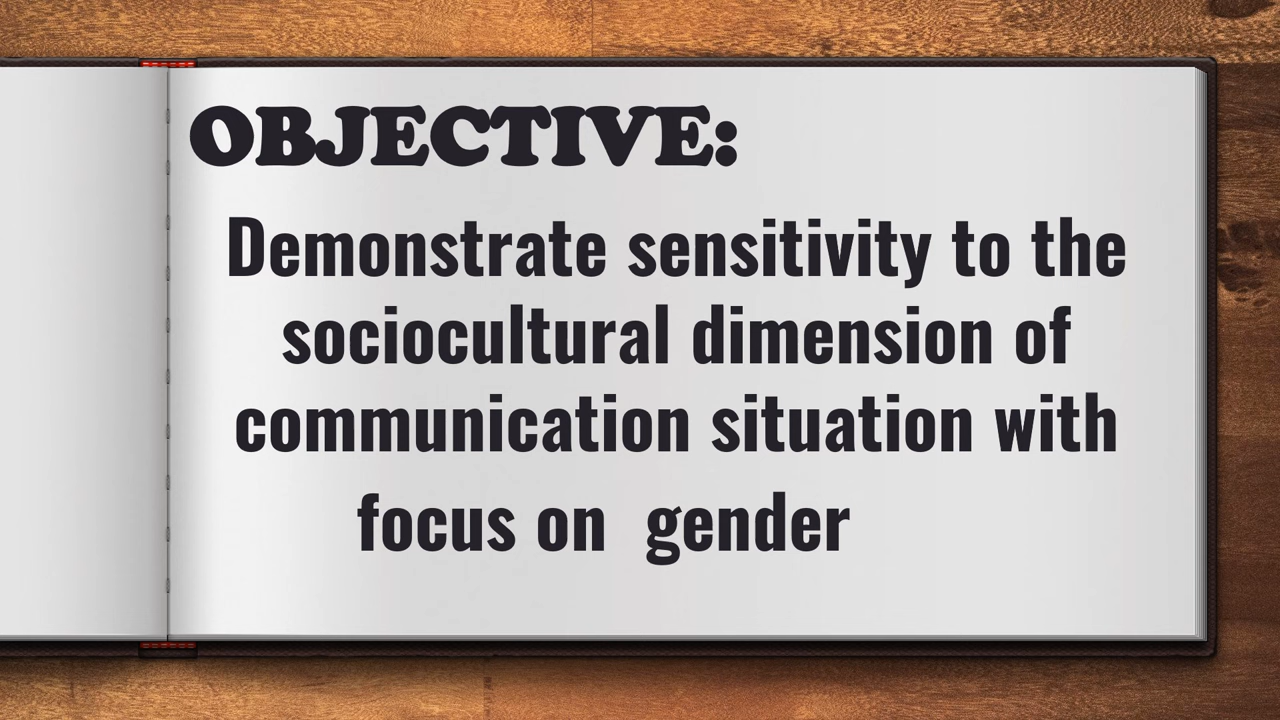 OBJECTIVE:
Demonstrate sensitivity to the
sociocultural dimension of
communication situation with
focus on  gender